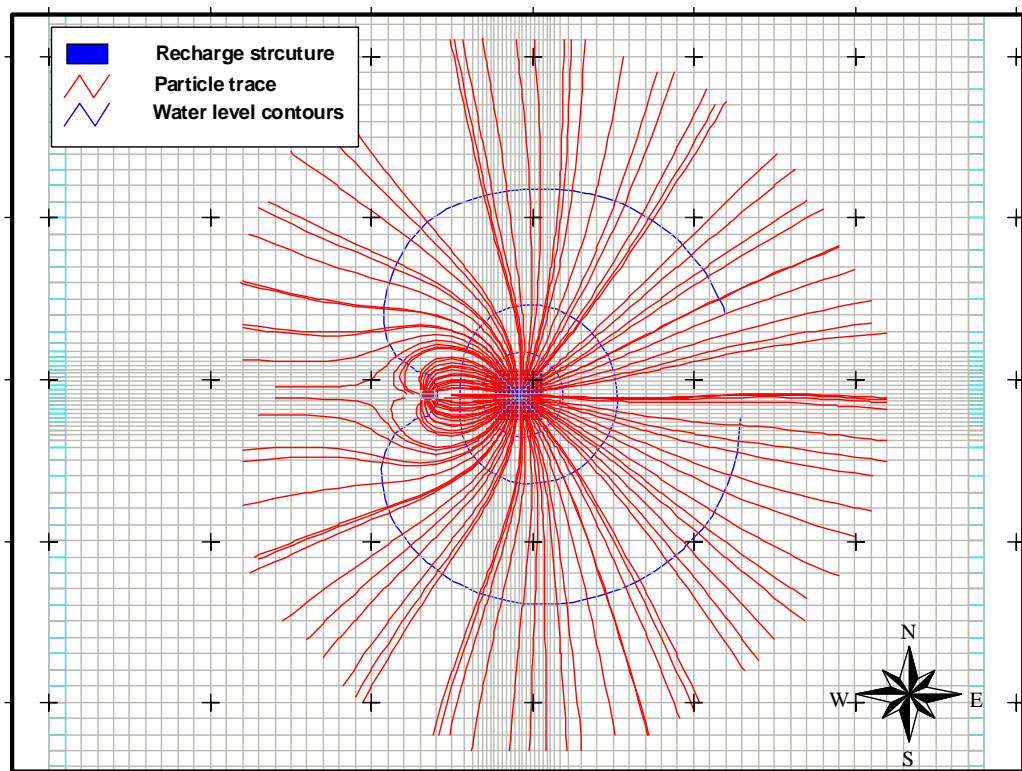 Recharge strcuture
Particle trace
Water level contours
N
W
E
S